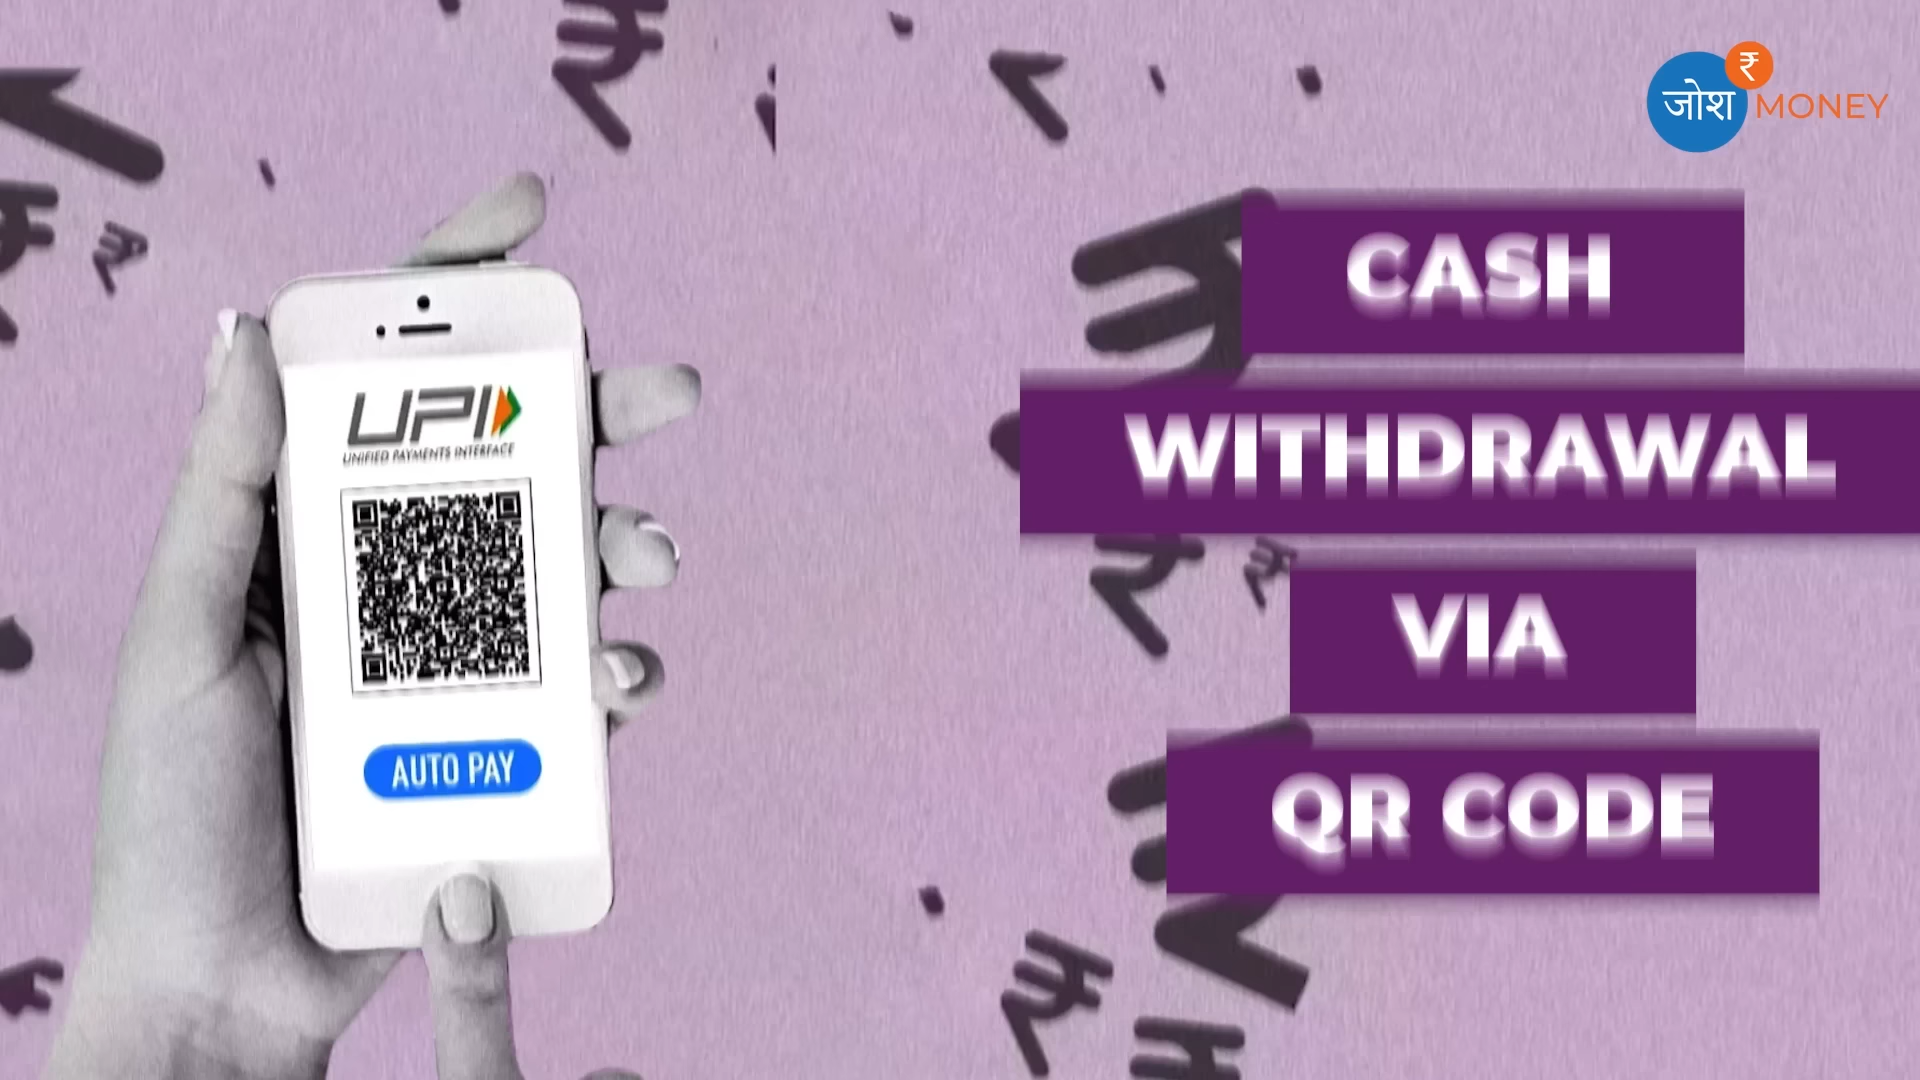 जोश ₹ MONEY
CASH
WITHDRAWAL
VIA
QR CODE
UPI
UNIFIED PAYMENTS INTERFACE
AUTO PAY